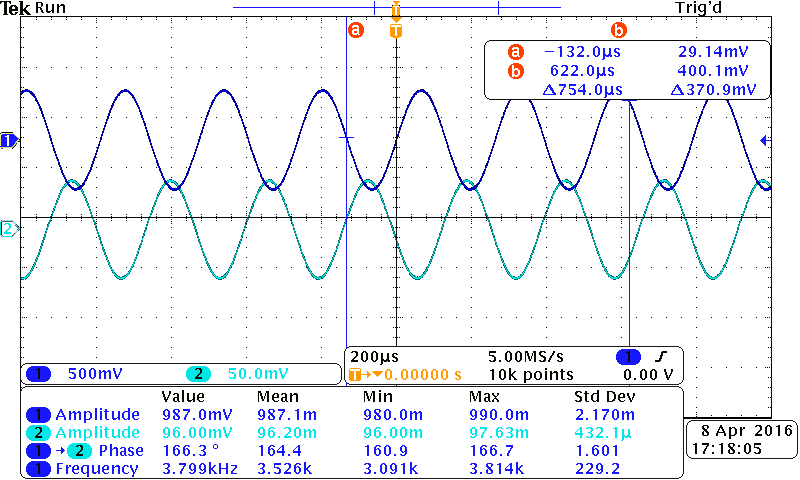 Tek Run Trig'd
T
a b
T
a −132.0µs 29.14mV
b 622.0µs 400.1mV
Δ754.0µs Δ370.9mV
1
2
1 500mV 2 50.0mV
200µs 5.00MS/s 1
T→▼0.00000 s 10k points 0.00 V
Value Mean Min Max Std Dev
1 Amplitude 987.0mV 987.1m 980.0m 990.0m 2.170m
2 Amplitude 96.00mV 96.20m 96.00m 97.63m 432.1µ
1 → 2 Phase 166.3 ° 164.4 160.9 166.7 1.601
1 Frequency 3.799kHz 3.526k 3.091k 3.814k 229.2
8 Apr 2016
17:18:05